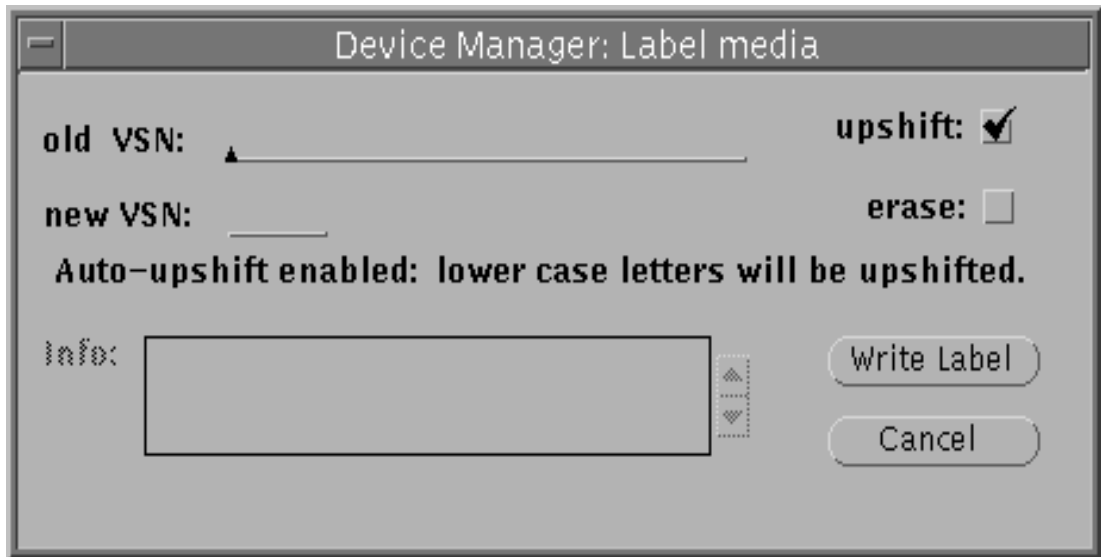 Device Manager: Label media
old VSN:
upshift:
new VSN:
erase:
Auto-upshift enabled: lower case letters will be upshifted.
Info:
Write Label
Cancel